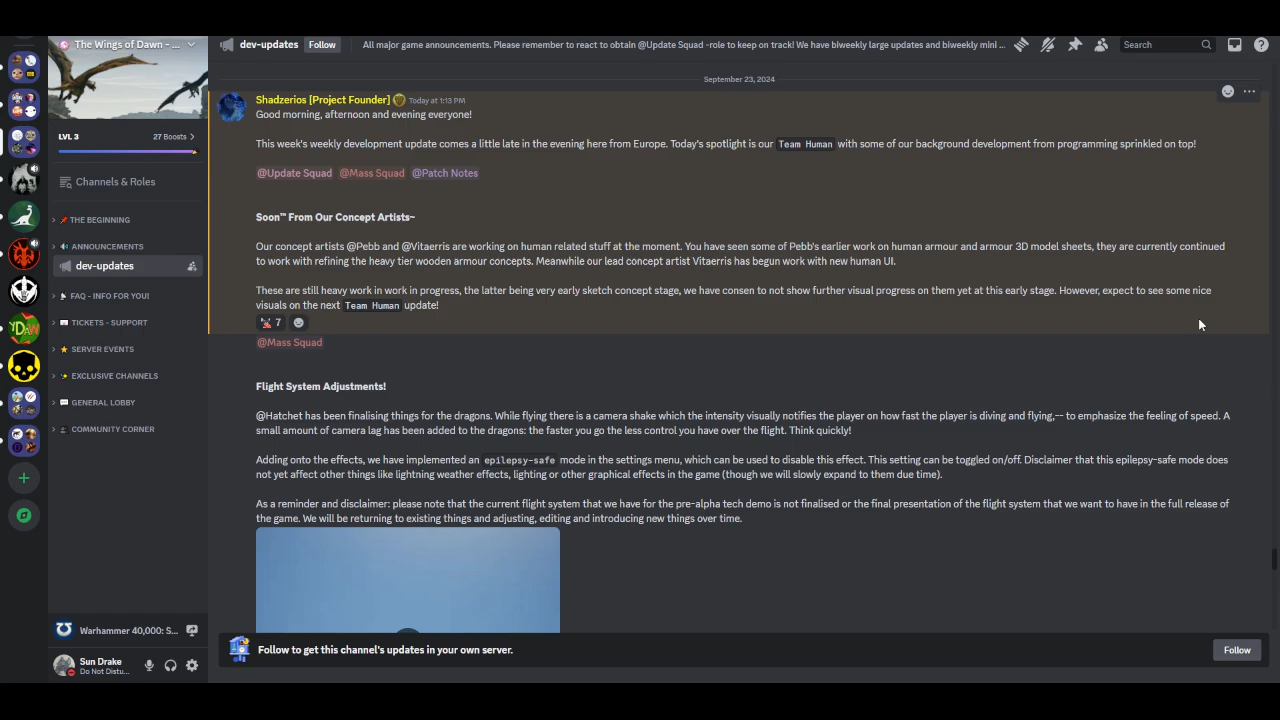 The Wings of Dawn - ...
dev-updates
Follow
All major game announcements. Please remember to react to obtain @Update Squad -role to keep on track! We have biweekly large updates and biweekly mini ...
Search
LVL 3
27 Boosts
Channels & Roles
THE BEGINNING
ANNOUNCEMENTS
dev-updates
FAQ - INFO FOR YOU!
TICKETS - SUPPORT
SERVER EVENTS
EXCLUSIVE CHANNELS
GENERAL LOBBY
COMMUNITY CORNER
Warhammer 40,000: S...
Sun Drake
Do Not Distu...
YDAW
September 23, 2024
Shadzerios [Project Founder] Today at 1:13 PM
Good morning, afternoon and evening everyone!
This week's weekly development update comes a little late in the evening here from Europe. Today's spotlight is our Team Human with some of our background development from programming sprinkled on top!
@Update Squad @Mass Squad @Patch Notes
Soon™ From Our Concept Artists~
Our concept artists @Pebb and @Vitaerris are working on human related stuff at the moment. You have seen some of Pebb's earlier work on human armour and armour 3D model sheets, they are currently continued
to work with refining the heavy tier wooden armour concepts. Meanwhile our lead concept artist Vitaerris has begun work with new human UI.
These are still heavy work in work in progress, the latter being very early sketch concept stage, we have consen to not show further visual progress on them yet at this early stage. However, expect to see some nice
visuals on the next Team Human update!
7
@Mass Squad
Flight System Adjustments!
@Hatchet has been finalising things for the dragons. While flying there is a camera shake which the intensity visually notifies the player on how fast the player is diving and flying,-- to emphasize the feeling of speed. A
small amount of camera lag has been added to the dragons: the faster you go the less control you have over the flight. Think quickly!
Adding onto the effects, we have implemented an epilepsy-safe mode in the settings menu, which can be used to disable this effect. This setting can be toggled on/off. Disclaimer that this epilepsy-safe mode does
not yet affect other things like lightning weather effects, lighting or other graphical effects in the game (though we will slowly expand to them due time).
As a reminder and disclaimer: please note that the current flight system that we have for the pre-alpha tech demo is not finalised or the final presentation of the flight system that we want to have in the full release of
the game. We will be returning to existing things and adjusting, editing and introducing new things over time.
Follow to get this channel's updates in your own server.
Follow